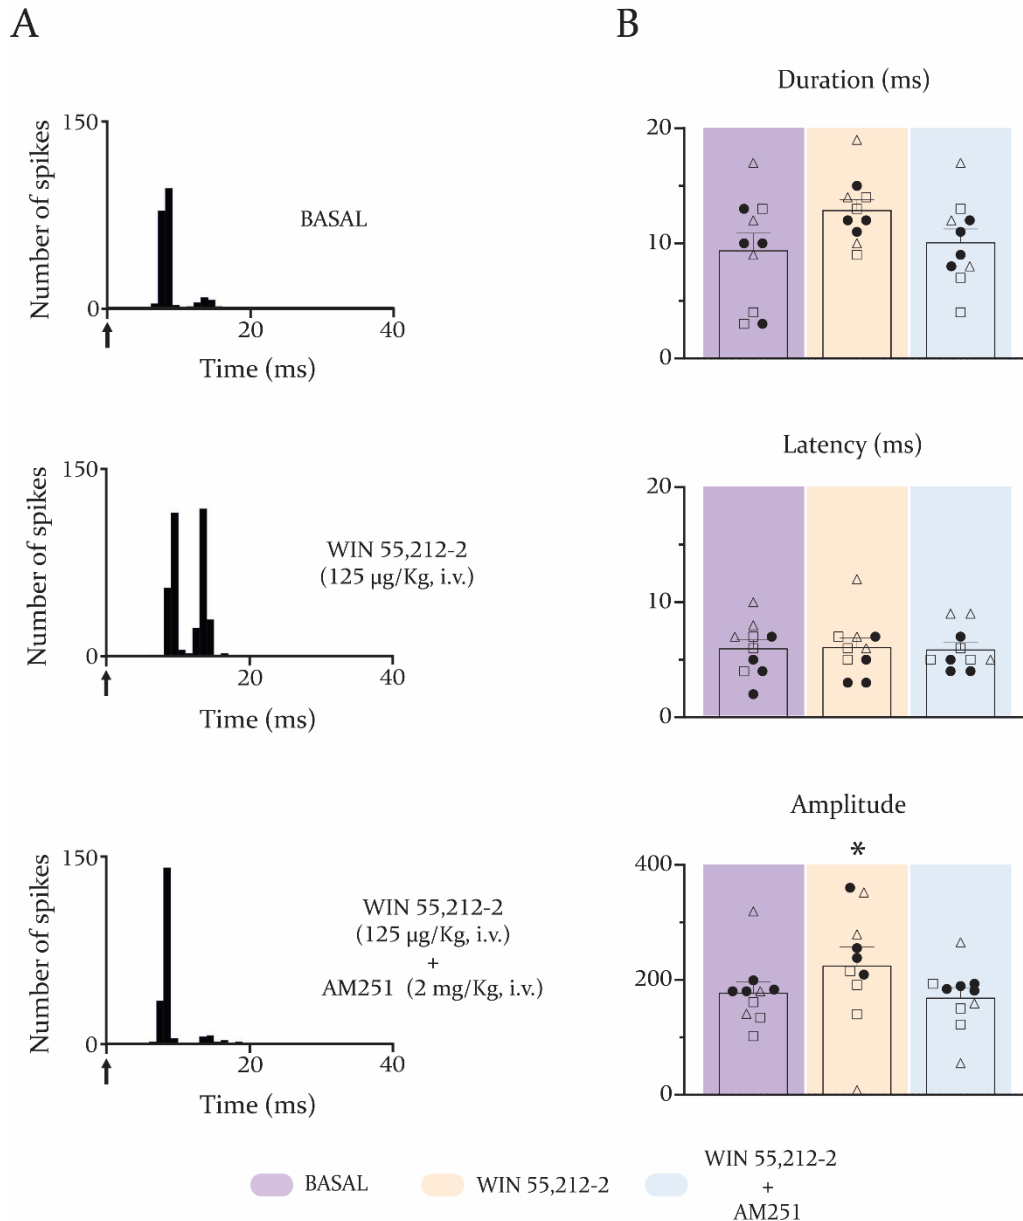 A
Number of spikes
150
0
20
40
BASAL
Time (ms)
Number of spikes
150
0
20
40
WIN 55,212-2
(125 µg/Kg, i.v.)
Time (ms)
Number of spikes
150
0
20
40
WIN 55,212-2
(125 µg/Kg, i.v.)
+
AM251 (2 mg/Kg, i.v.)
Time (ms)
B
Duration (ms)
20
10
0
Latency (ms)
20
10
0
Amplitude
*
400
200
0
BASAL
WIN 55,212-2
WIN 55,212-2
+
AM251